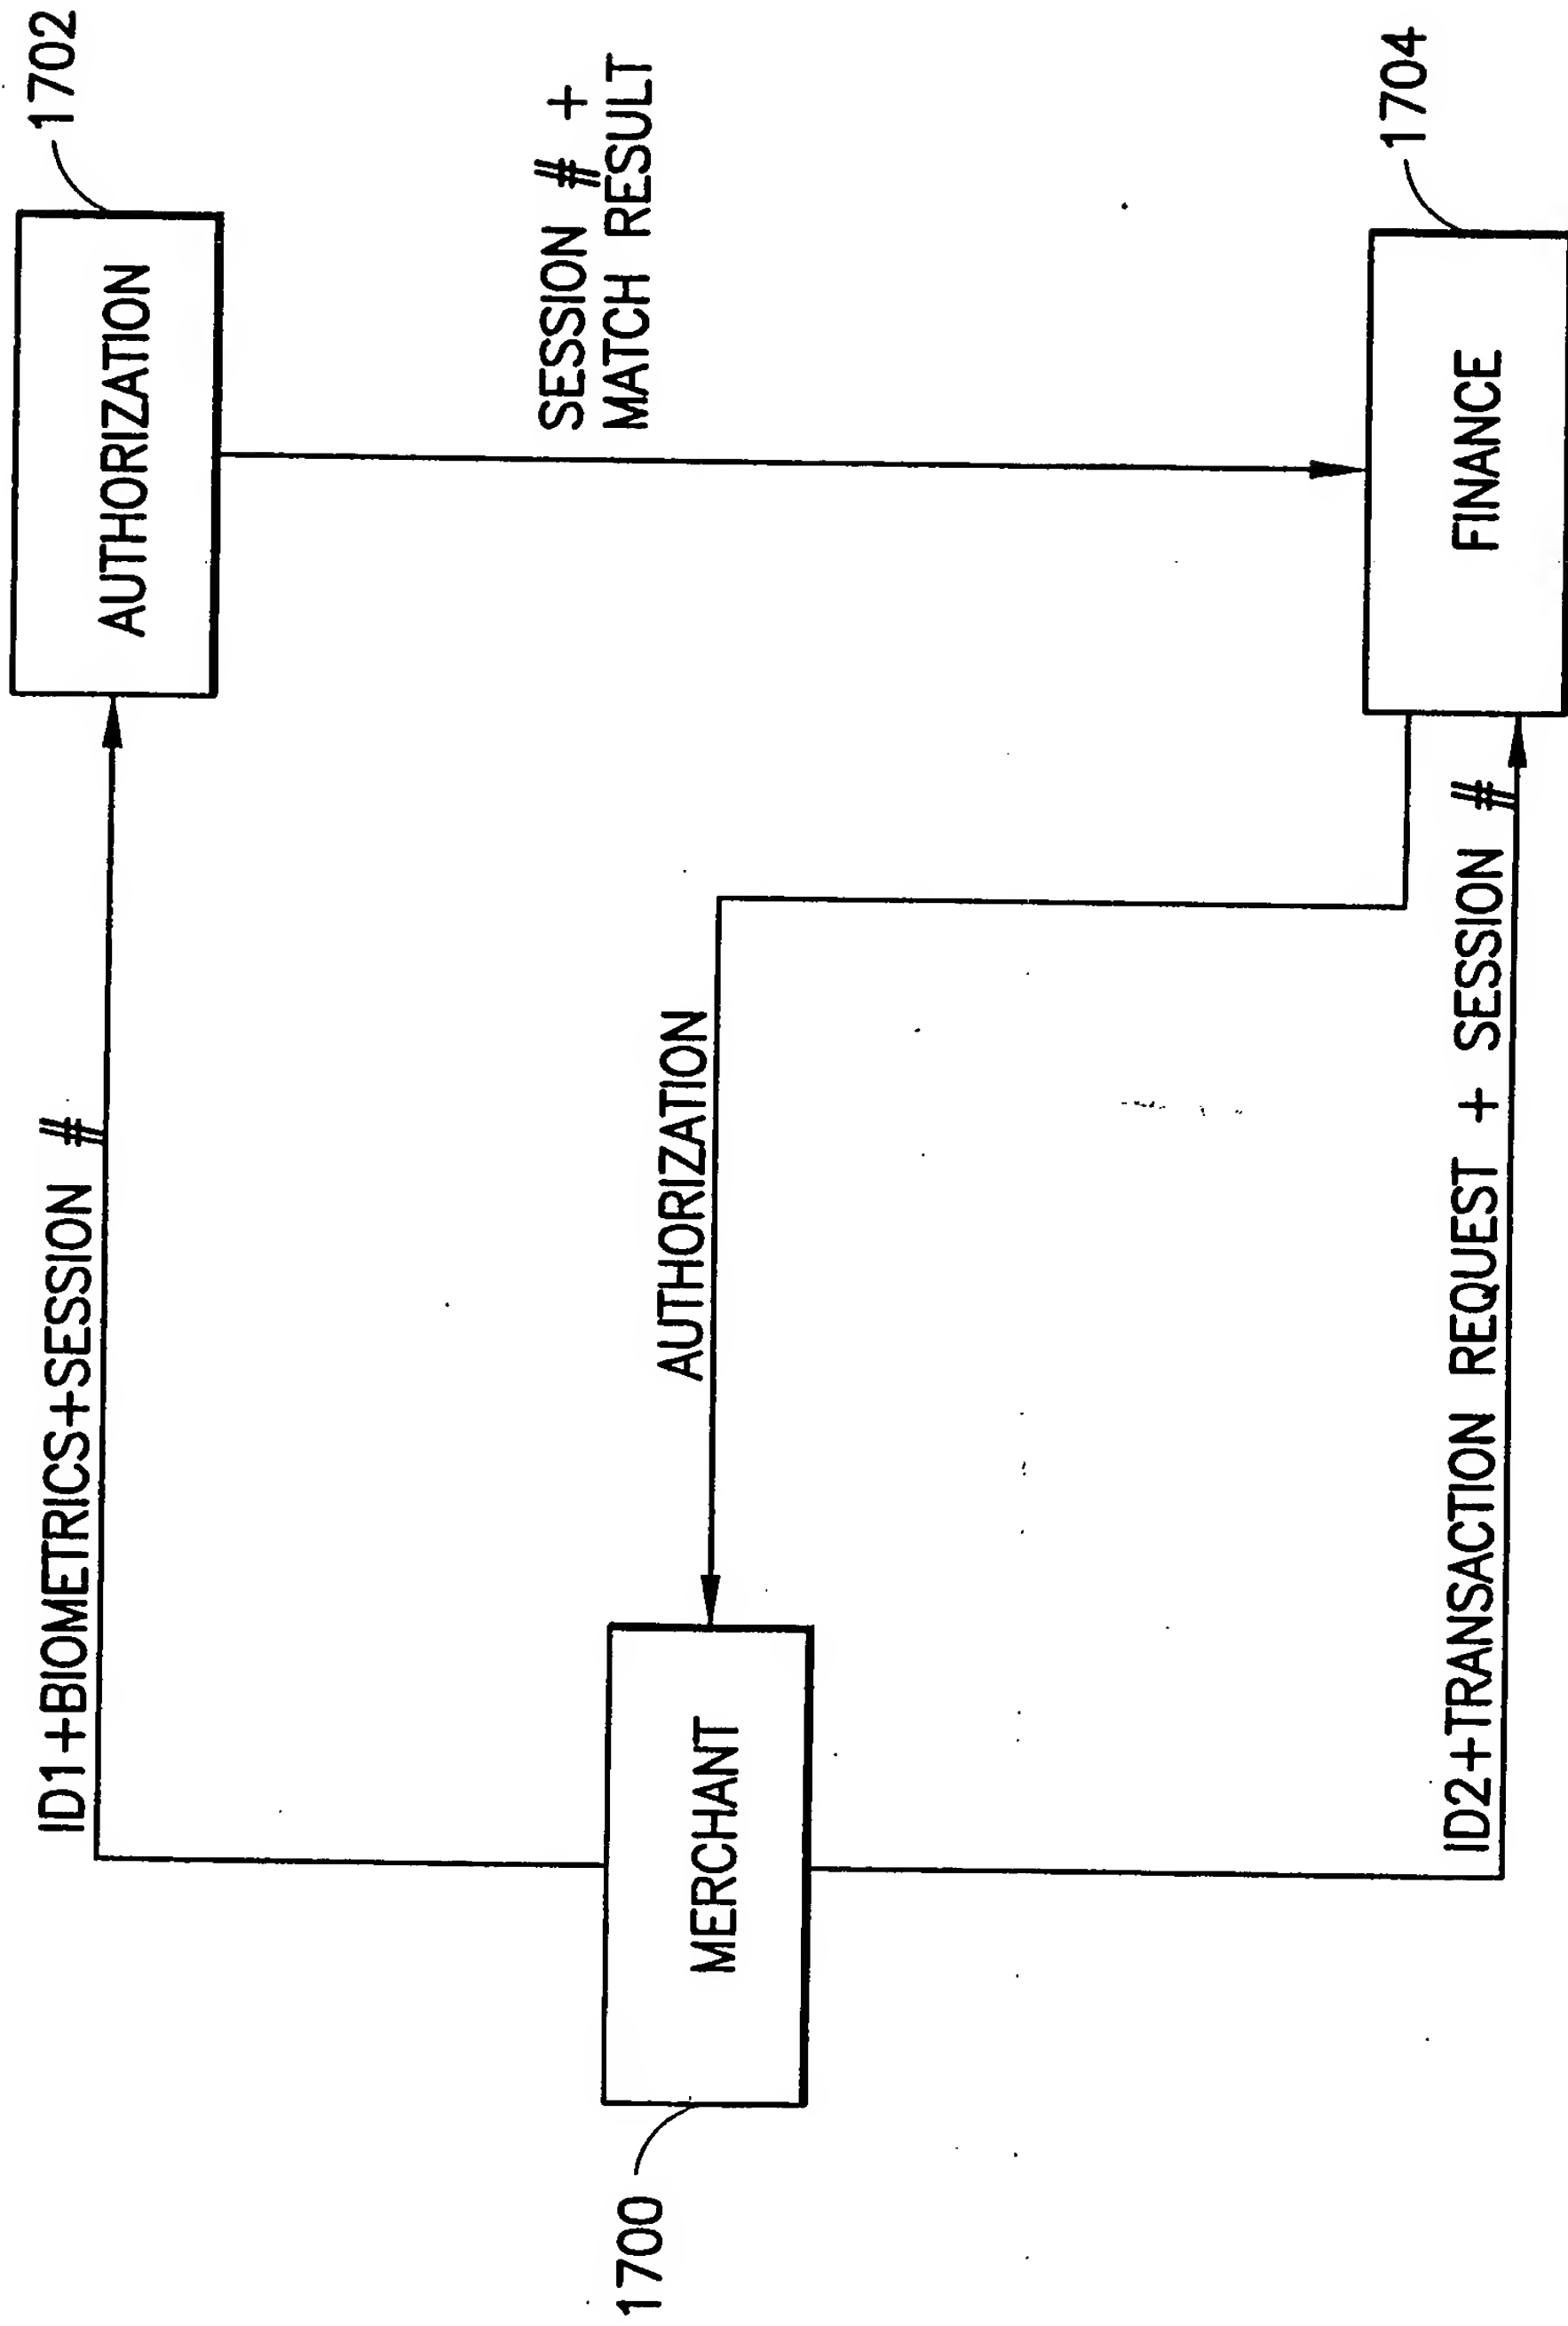 ID1+BIOMETRICS+SESSION #
1702
AUTHORIZATION
SESSION # +
MATCH RESULT
AUTHORIZATION
1700
MERCHANT
1704
FINANCE
ID2+TRANSACTION REQUEST + SESSION #